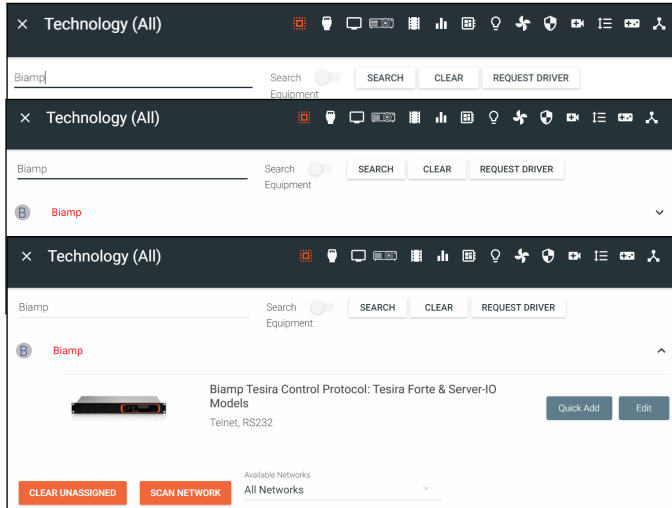 Technology (All)
Biamp
Search
Equipment
SEARCH
CLEAR
REQUEST DRIVER
Technology (All)
Biamp
Search
Equipment
SEARCH
CLEAR
REQUEST DRIVER
B
Biamp
Technology (All)
Biamp
Search
Equipment
SEARCH
CLEAR
REQUEST DRIVER
B
Biamp
Biamp Tesira Control Protocol: Tesira Forte & Server-IO
Models
Telnet, RS232
Quick Add
Edit
CLEAR UNASSIGNED
SCAN NETWORK
Available Networks
All Networks